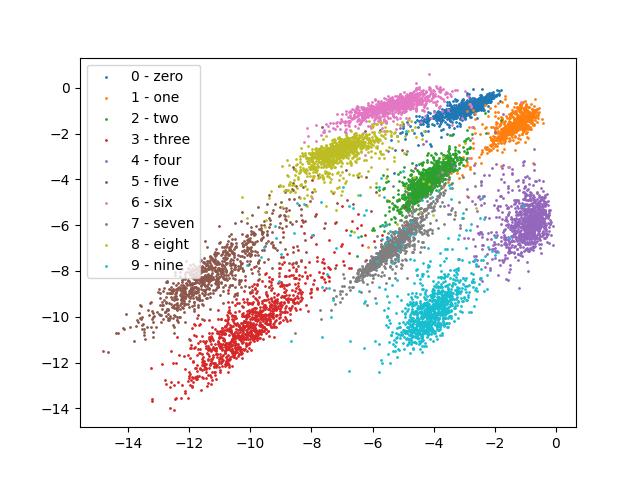 0 - zero
1 - one
2 - two
3 - three
4 - four
5 - five
6 - six
7 - seven
8 - eight
9 - nine
0
−2
−4
−6
−8
−10
−12
−14
−14 −12 −10 −8 −6 −4 −2 0